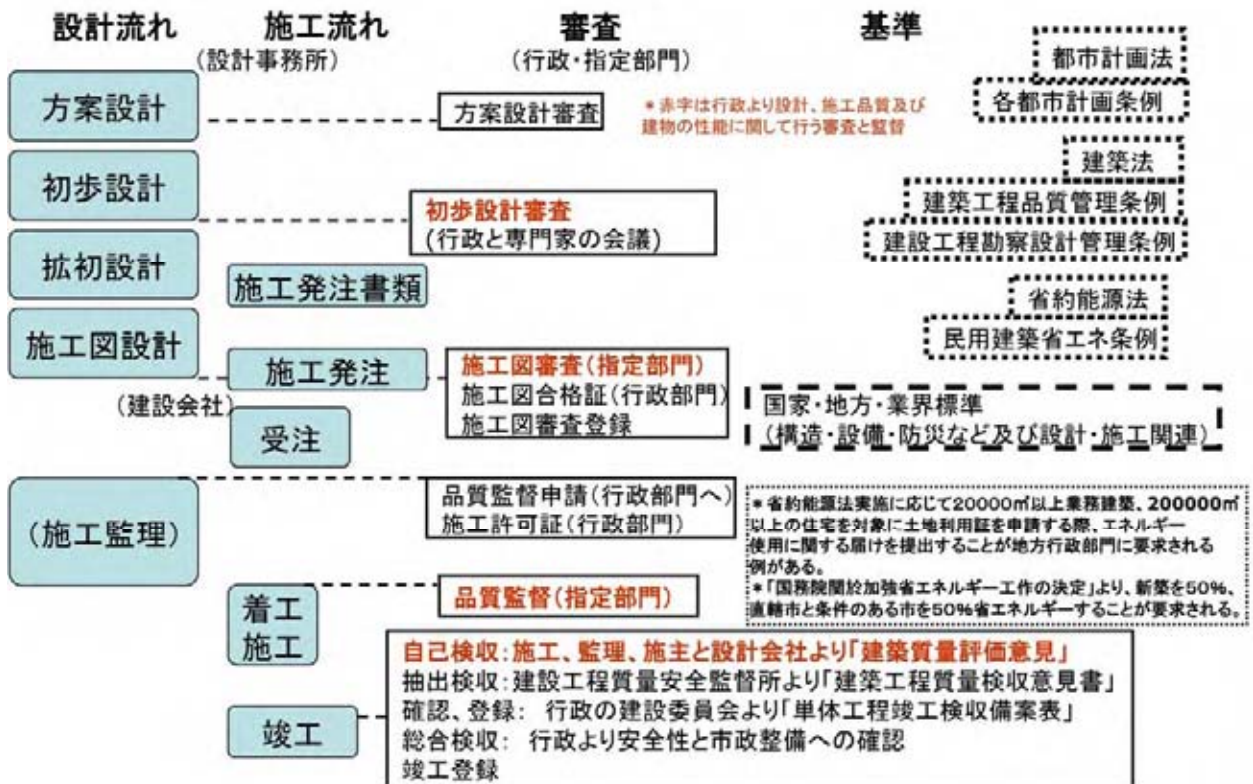 設計流れ
施工流れ
審査
基準
(設計事務所)
(行政・指定部門)
都市計画法
方案設計
方案設計審査
*赤字は行政より設計、施工品質及び
建物の性能に関して行う審査と監督
各都市計画条例
初歩設計
初歩設計審査
(行政と専門家の会議)
建築法
建築工程品質管理条例
建設工程勘察設計管理条例
拡初設計
施工発注書類
省約能源法
民用建築省エネ条例
施工図設計
施工発注
施工図審査(指定部門)
施工図合格証(行政部門)
施工図審査登録
(建設会社)
受注
国家・地方・業界標準
(構造・設備・防災など及び設計・施工関連)
(施工監理)
品質監督申請(行政部門へ)
施工許可証(行政部門)
*省約能源法実施に応じて20000㎡以上業務建築、200000㎡
以上の住宅を対象に土地利用証を申請する際、エネルギー
使用に関する届けを提出することが地方行政部門に要求される
例がある。
*「国務院関於加強省エネルギー工作の決定」より、新築を50%、
直轄市と条件のある市を50%省エネルギーすることが要求される。
着工
施工
品質監督(指定部門)
竣工
自己検収:施工、監理、施主と設計会社より「建築質量評価意見」
抽出検収:建設工程質量安全監督所より「建築工程質量検収意見書」
確認、登録: 行政の建設委員会より「単体工程竣工検収備案表」
総合検収: 行政より安全性と市政整備への確認
竣工登録